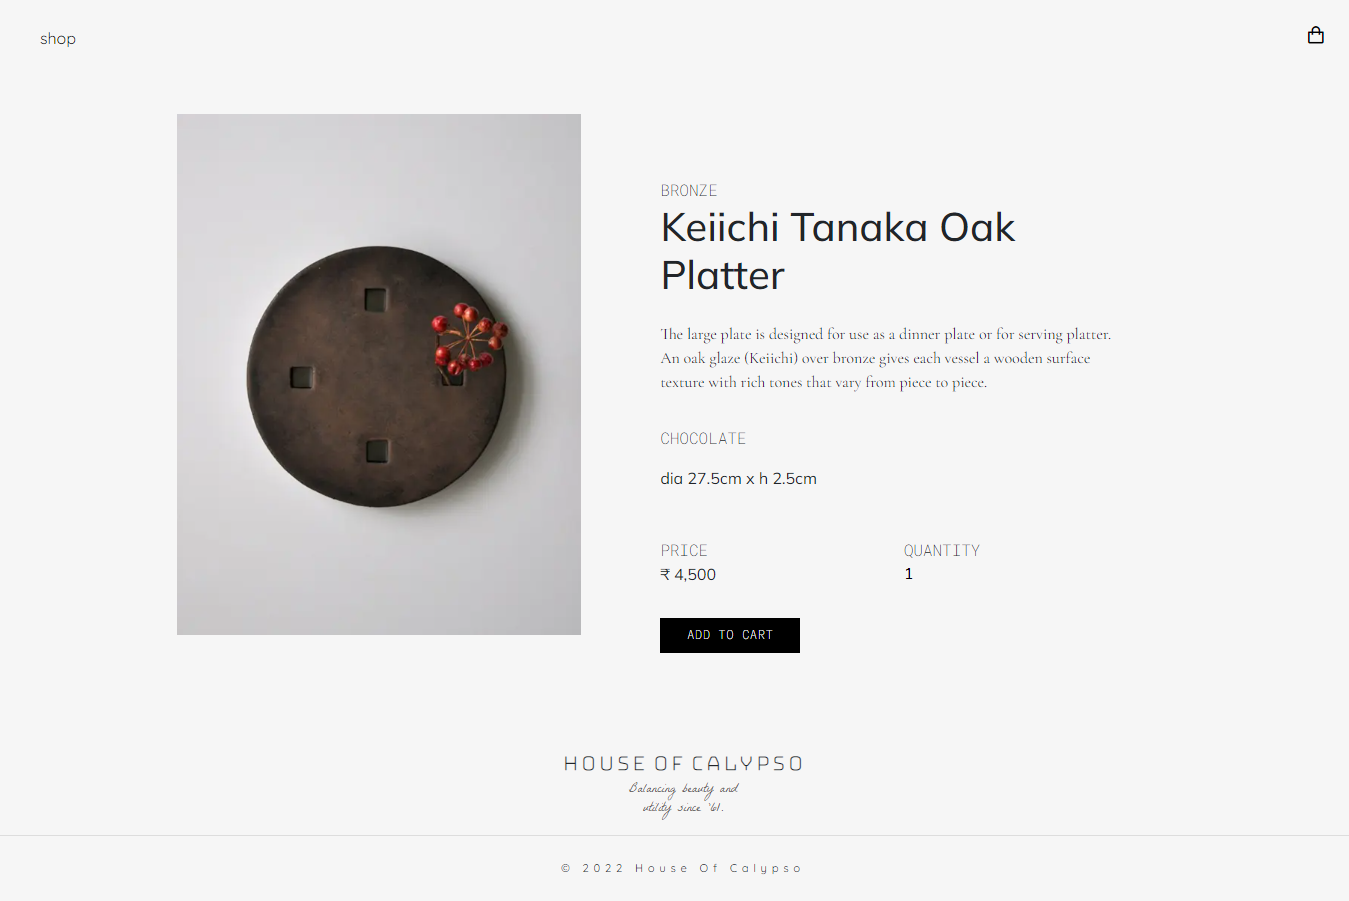 shop
BRONZE
Keiichi Tanaka Oak
Platter
The large plate is designed for use as a dinner plate or for serving platter.
An oak glaze (Keiichi) over bronze gives each vessel a wooden surface
texture with rich tones that vary from piece to piece.
CHOCOLATE
dia 27.5cm x h 2.5cm
PRICE
₹ 4,500
QUANTITY
1
ADD TO CART
HOUSE OF CALYPSO
Balancing beauty and
utility since '61.
© 2022 House Of Calypso